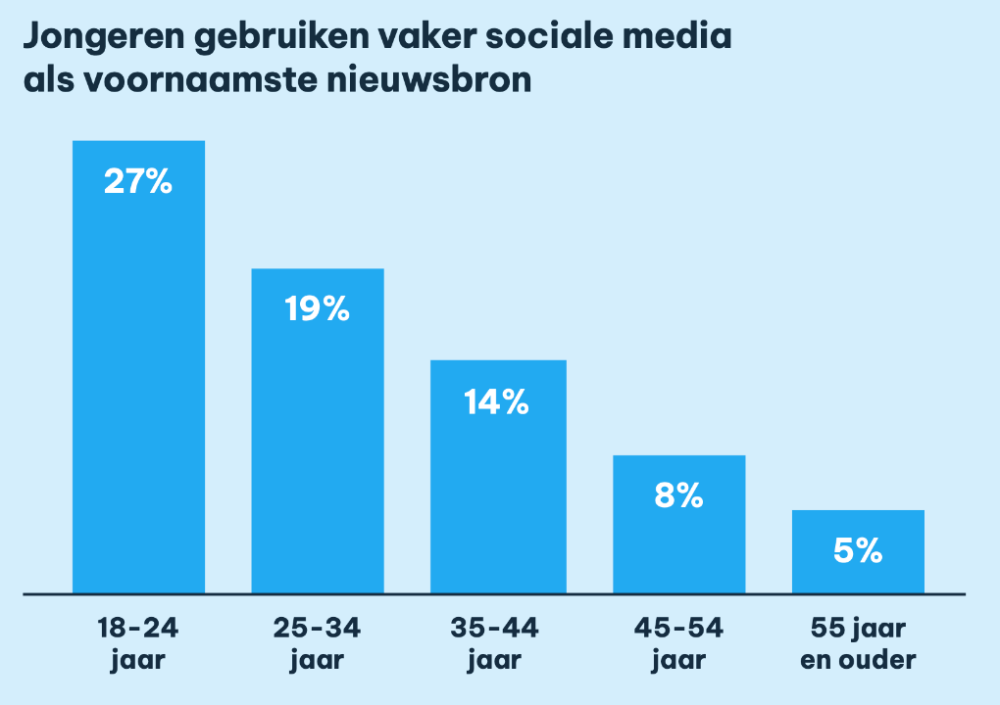 Jongeren gebruiken vaker sociale media
als voornaamste nieuwsbron
27%
19%
14%
8%
5%
18-24
jaar
25-34
jaar
35-44
jaar
45-54
jaar
55 jaar
en ouder